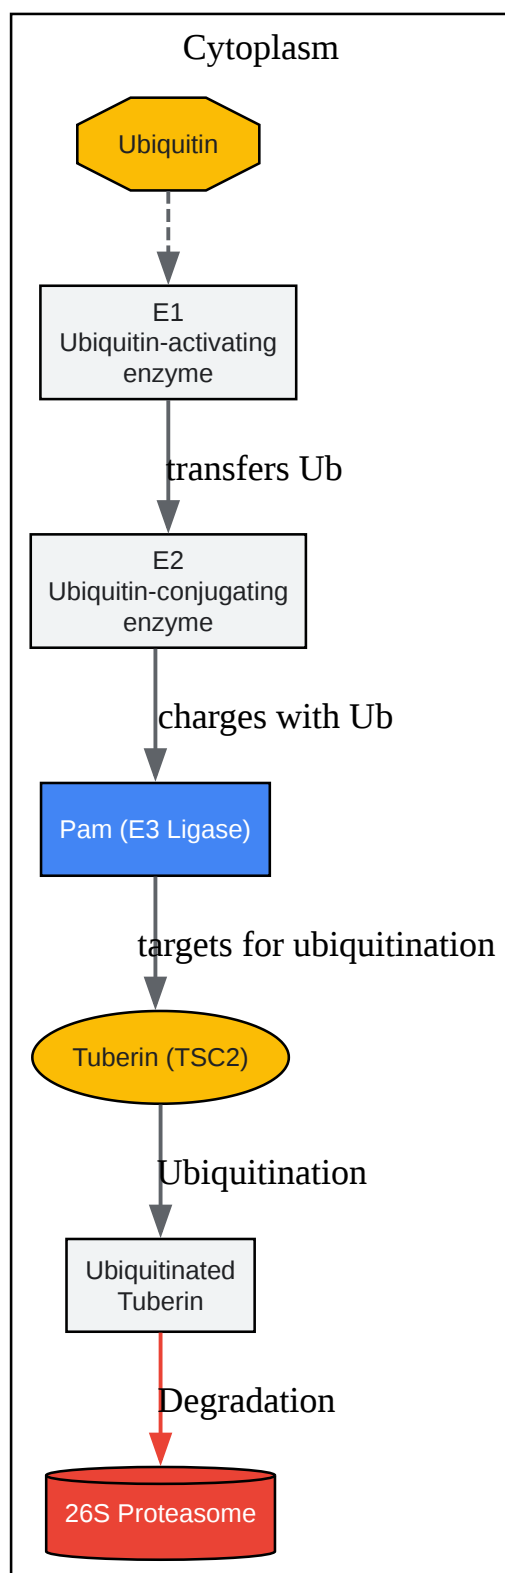 Cytoplasm
Ubiquitin
E1
Ubiquitin-activating
enzyme
transfers Ub
E2
Ubiquitin-conjugating
enzyme
charges with Ub
Pam (E3 Ligase)
targets for ubiquitination
Tuberin (TSC2)
Ubiquitination
Ubiquitinated
Tuberin
Degradation
26S Proteasome